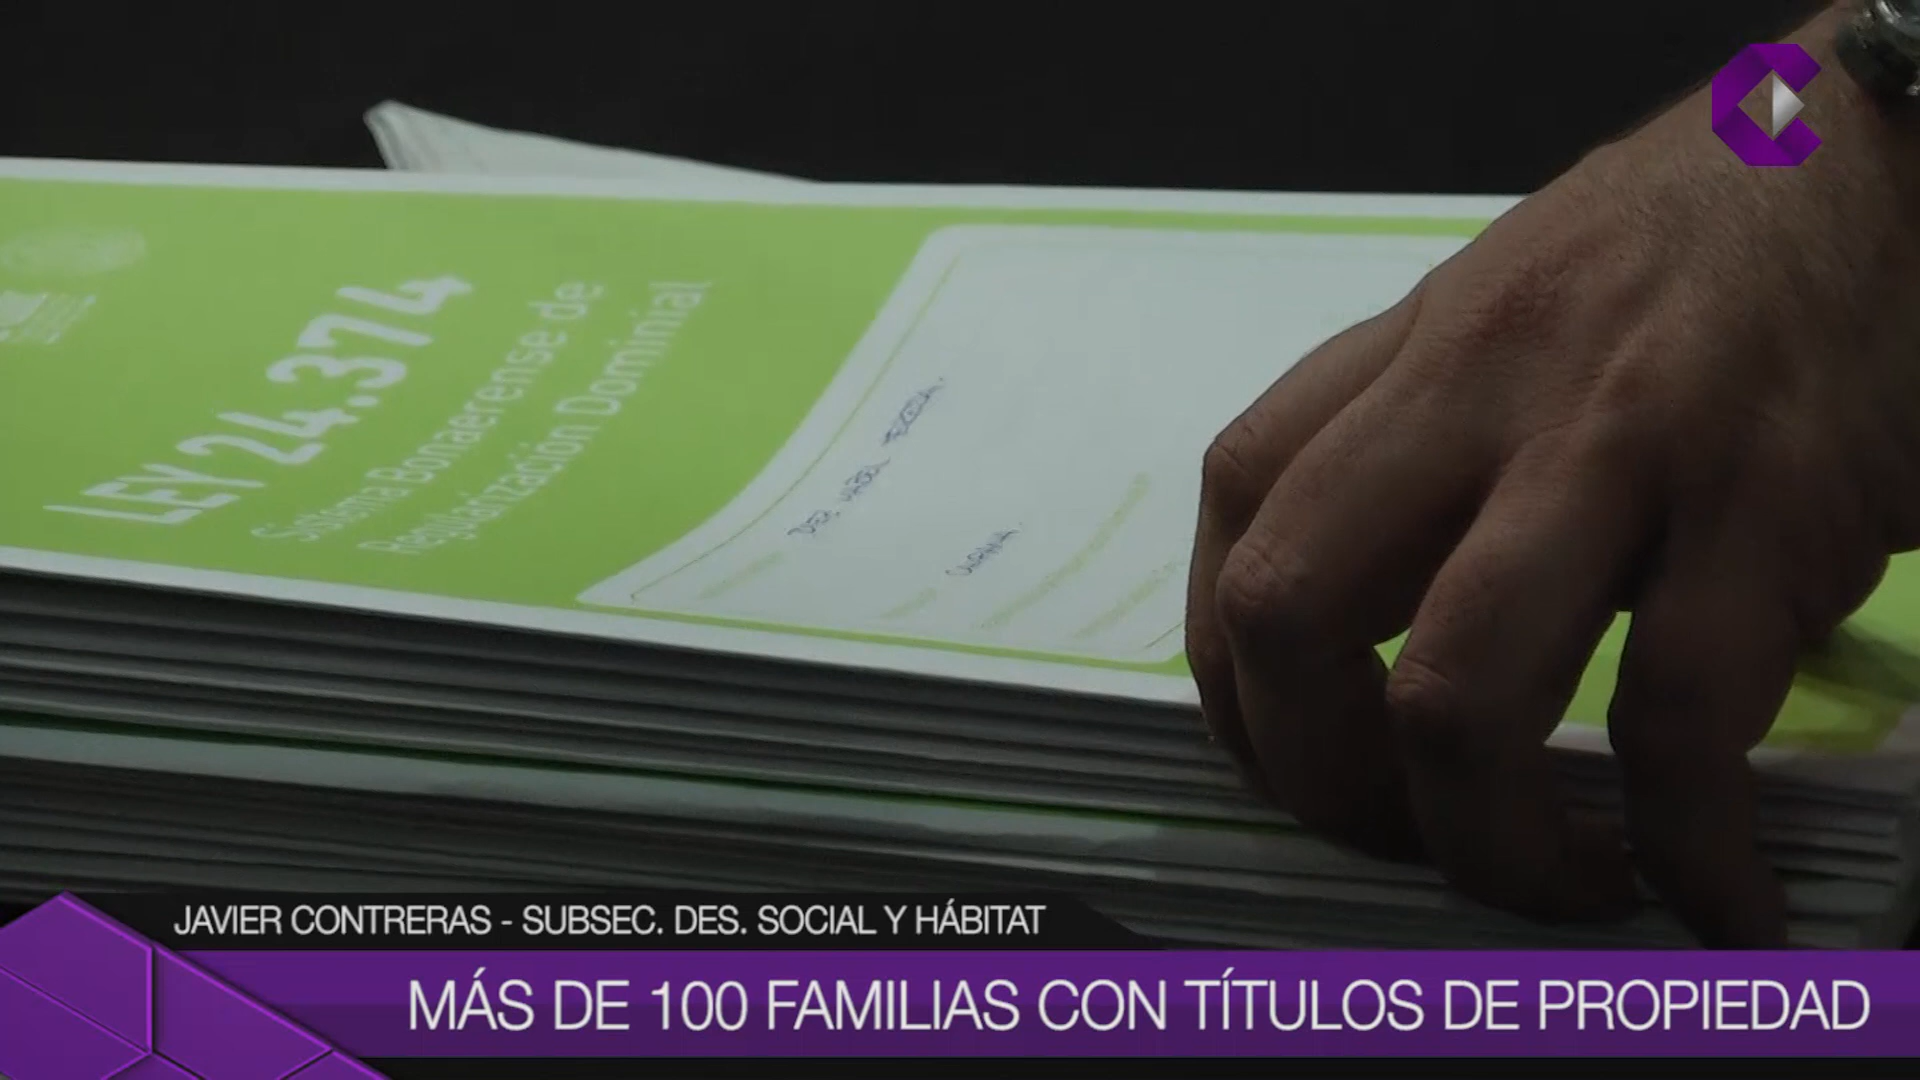 LEY 24.374
Sistema Bonaerense de
Regularización Dominial
JAVIER CONTRERAS - SUBSEC. DES. SOCIAL Y HÁBITAT
MÁS DE 100 FAMILIAS CON TÍTULOS DE PROPIEDAD